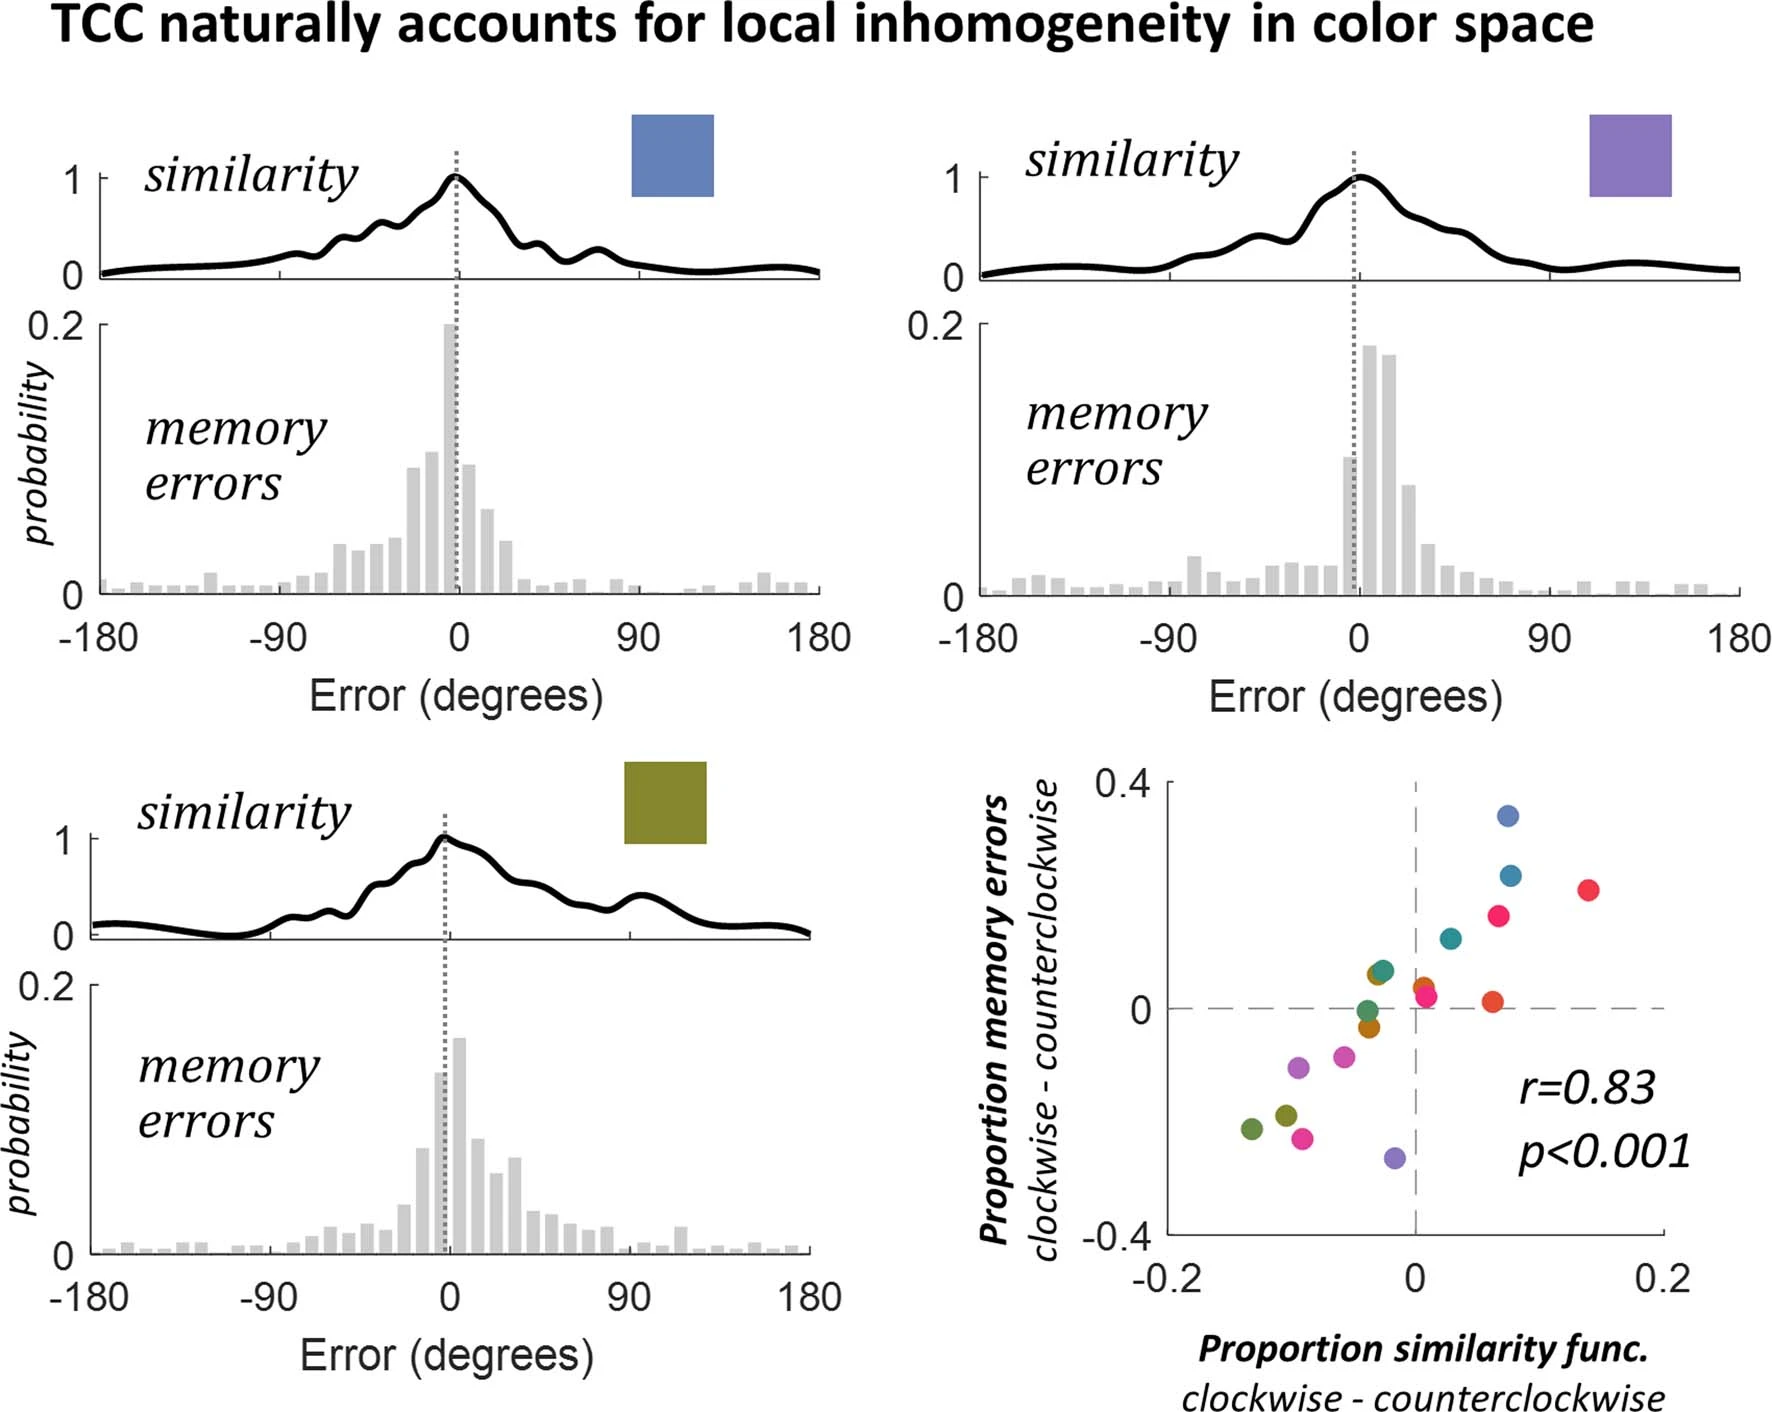 TCC naturally accounts for local inhomogeneity in color space
similarity
1
0
0.2
probability
memory
errors
0
-180 -90 0 90 180
Error (degrees)
similarity
1
0
0.2
memory
errors
0
-180 -90 0 90 180
Error (degrees)
similarity
1
0
0.2
probability
memory
errors
0
-180 -90 0 90 180
Error (degrees)
Proportion memory errors
clockwise - counterclockwise
0.4
0
-0.4
r=0.83
p<0.001
-0.2 0 0.2
Proportion similarity func.
clockwise - counterclockwise